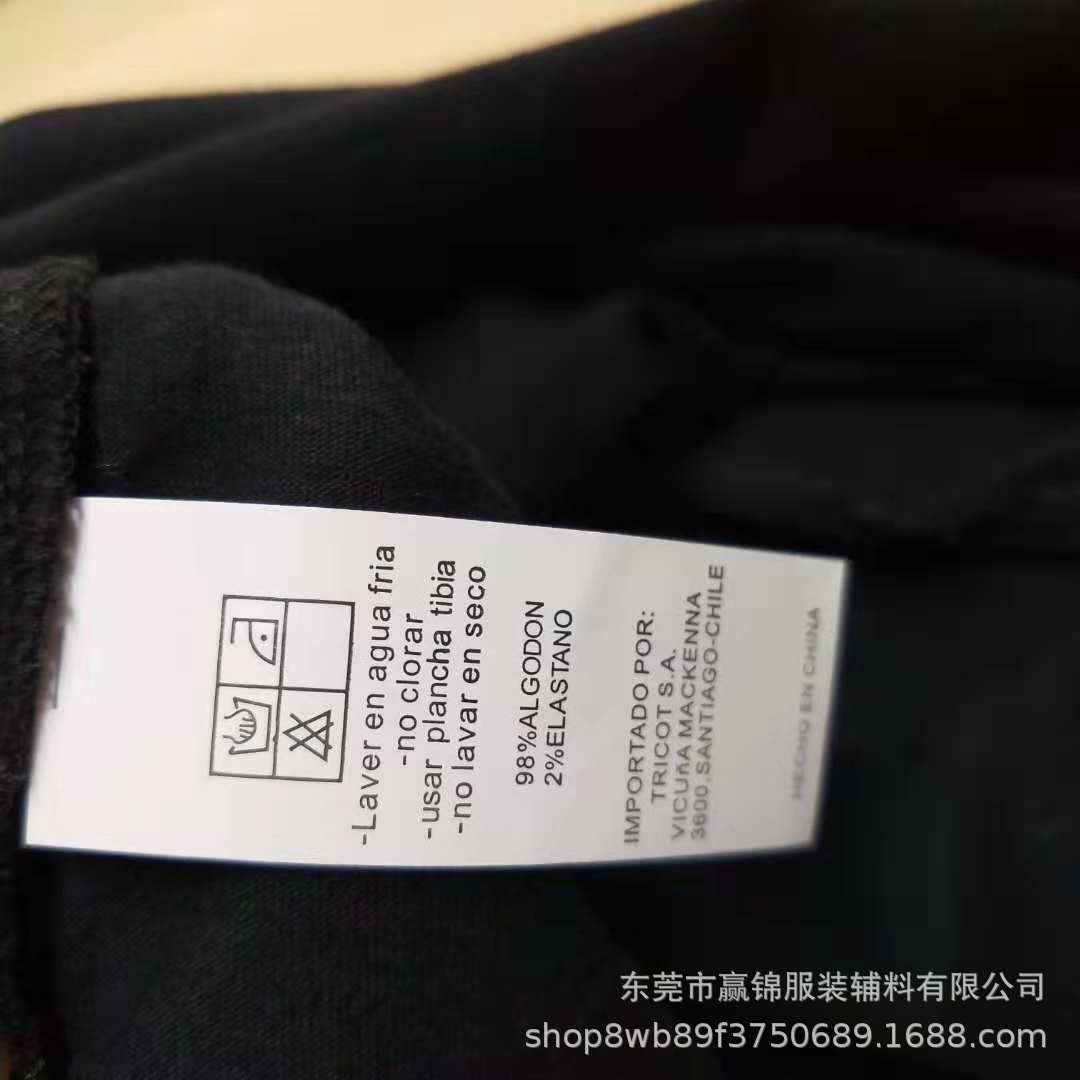 -Laver en agua fria
-no clorar
-usar plancha tibia
-no lavar en seco
98%ALGODON
2%ELASTANO
IMPORTADO POR:
TRICOT S.A.
VICUñA MACKENNA
3600.SANTIAGO-CHILE
HECHO EN CHINA
东莞市赢锦服装辅料有限公司
shop8wb89f3750689.1688.com